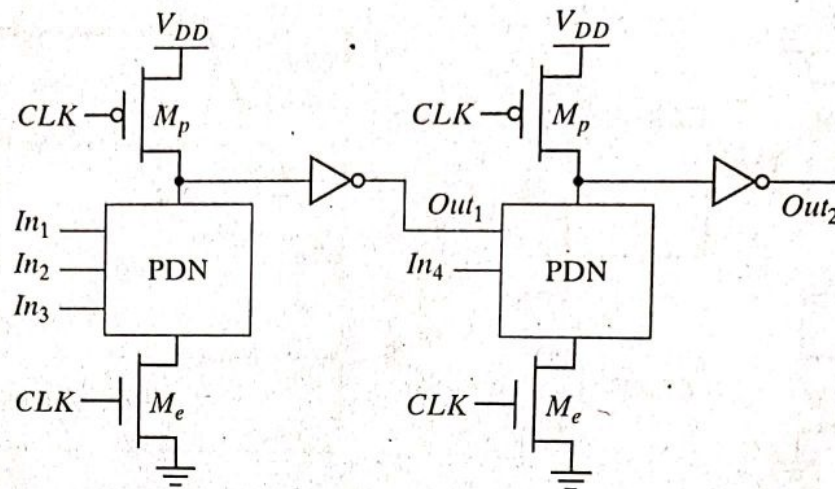 V_DD V_DD
CLK M_p CLK M_p
Out_1 Out_2
In_1
In_2 PDN In_4 PDN
In_3
CLK M_e CLK M_e